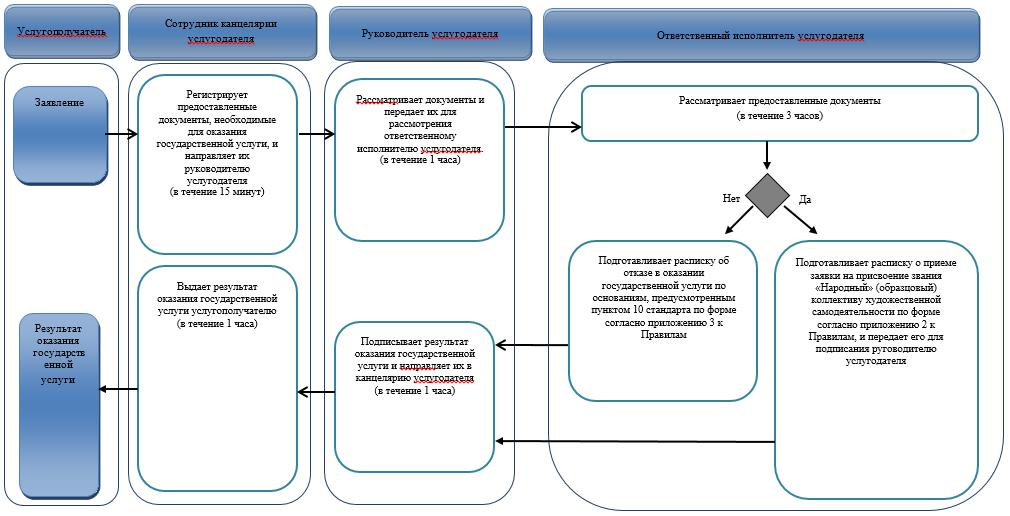 Услугополучатель
Сотрудник канцелярии
услугодателя
Руководитель услугодателя
Ответственный исполнитель услугодателя
Заявление
Регистрирует
предоставленные
документы, необходимые
для оказания
государственной услуги, и
направляет их
руководителю
услугодателя
(в течение 15 минут)
Рассматривает документы и
передает их для
рассмотрения
ответственному
исполнителю услугодателя
(в течение 1 часа)
Рассматривает предоставленные документы
(в течение 3 часов)
Нет
Да
Подготавливает расписку об
отказе в оказании
государственной услуги по
основаниям, предусмотренным
пунктом 10 стандарта по форме
согласно приложению 3 к
Правилам
Подготавливает расписку о приеме
заявки на присвоение звания
«Народный» (образцовый)
коллективу художественной
самодеятельности по форме
согласно приложению 2 к
Правилам, и передает его для
подписания руговодителю
услугодателя
Подписывает результат
оказания государственной
услуги и направляет их в
канцелярию услугодателя
(в течение 1 часа)
Выдает результат
оказания государственной
услуги услугополучателю
(в течение 1 часа)
Результат
оказания
государств
енной
услуги